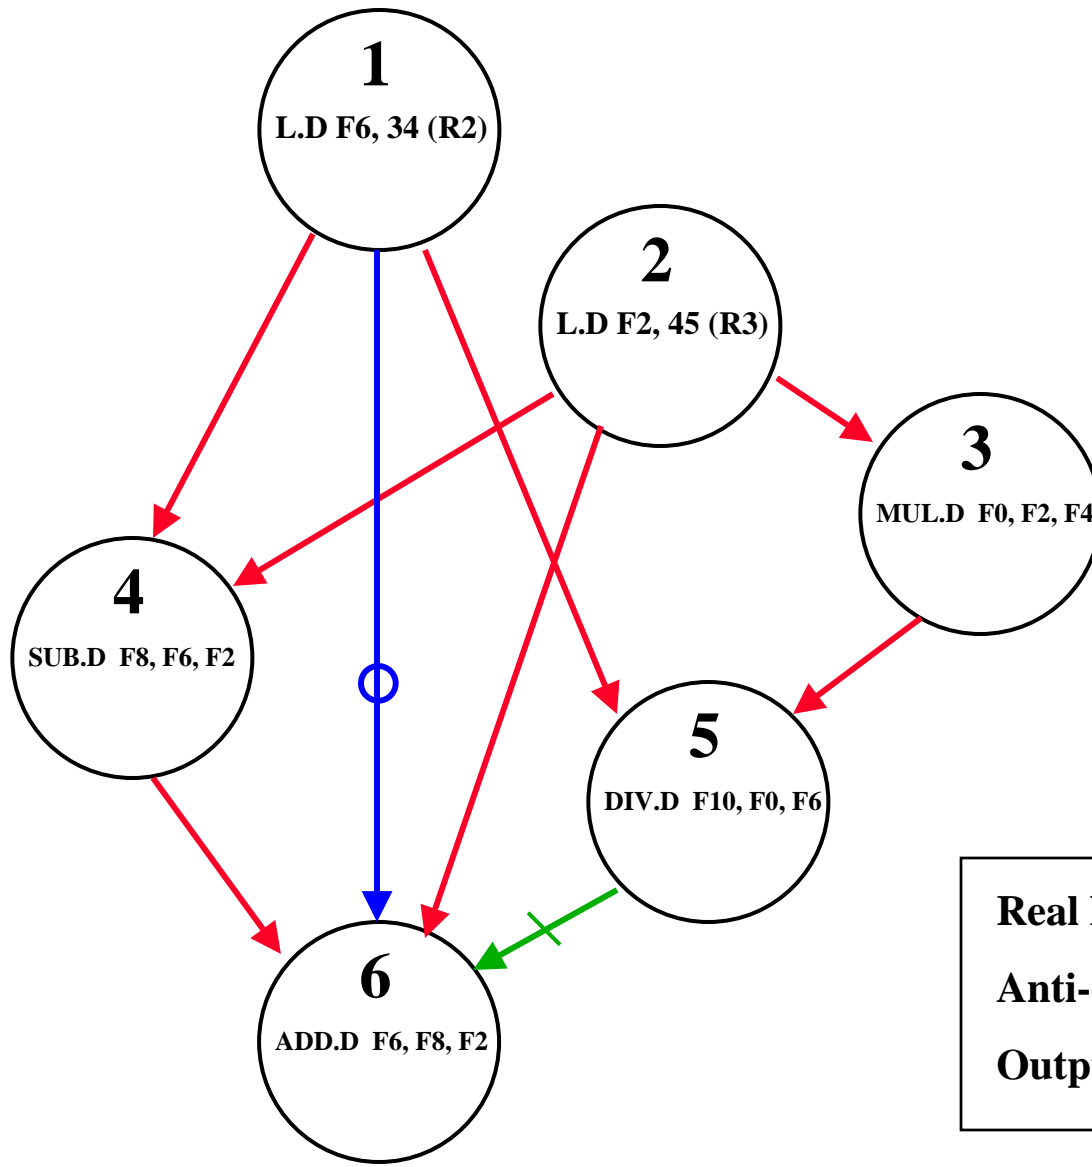 1
L.D F6, 34 (R2)
2
L.D F2, 45 (R3)
3
MUL.D F0, F2, F4
4
SUB.D F8, F6, F2
5
DIV.D F10, F0, F6
6
ADD.D F6, F8, F2
Real
Anti-
Outp